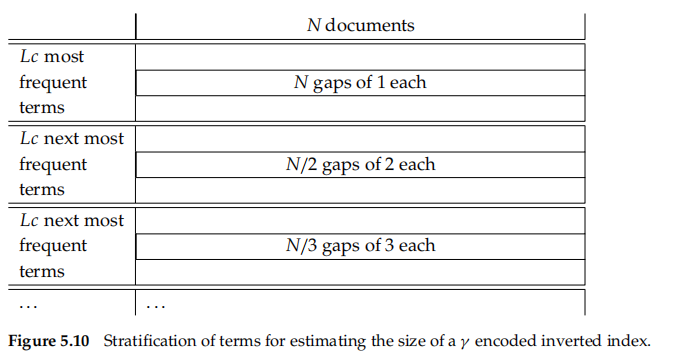 N documents
Lc most
frequent
terms
N gaps of 1 each
Lc next most
frequent
terms
N/2 gaps of 2 each
Lc next most
frequent
terms
N/3 gaps of 3 each
... ...
Figure 5.10 Stratification of terms for estimating the size of a γ encoded inverted index.